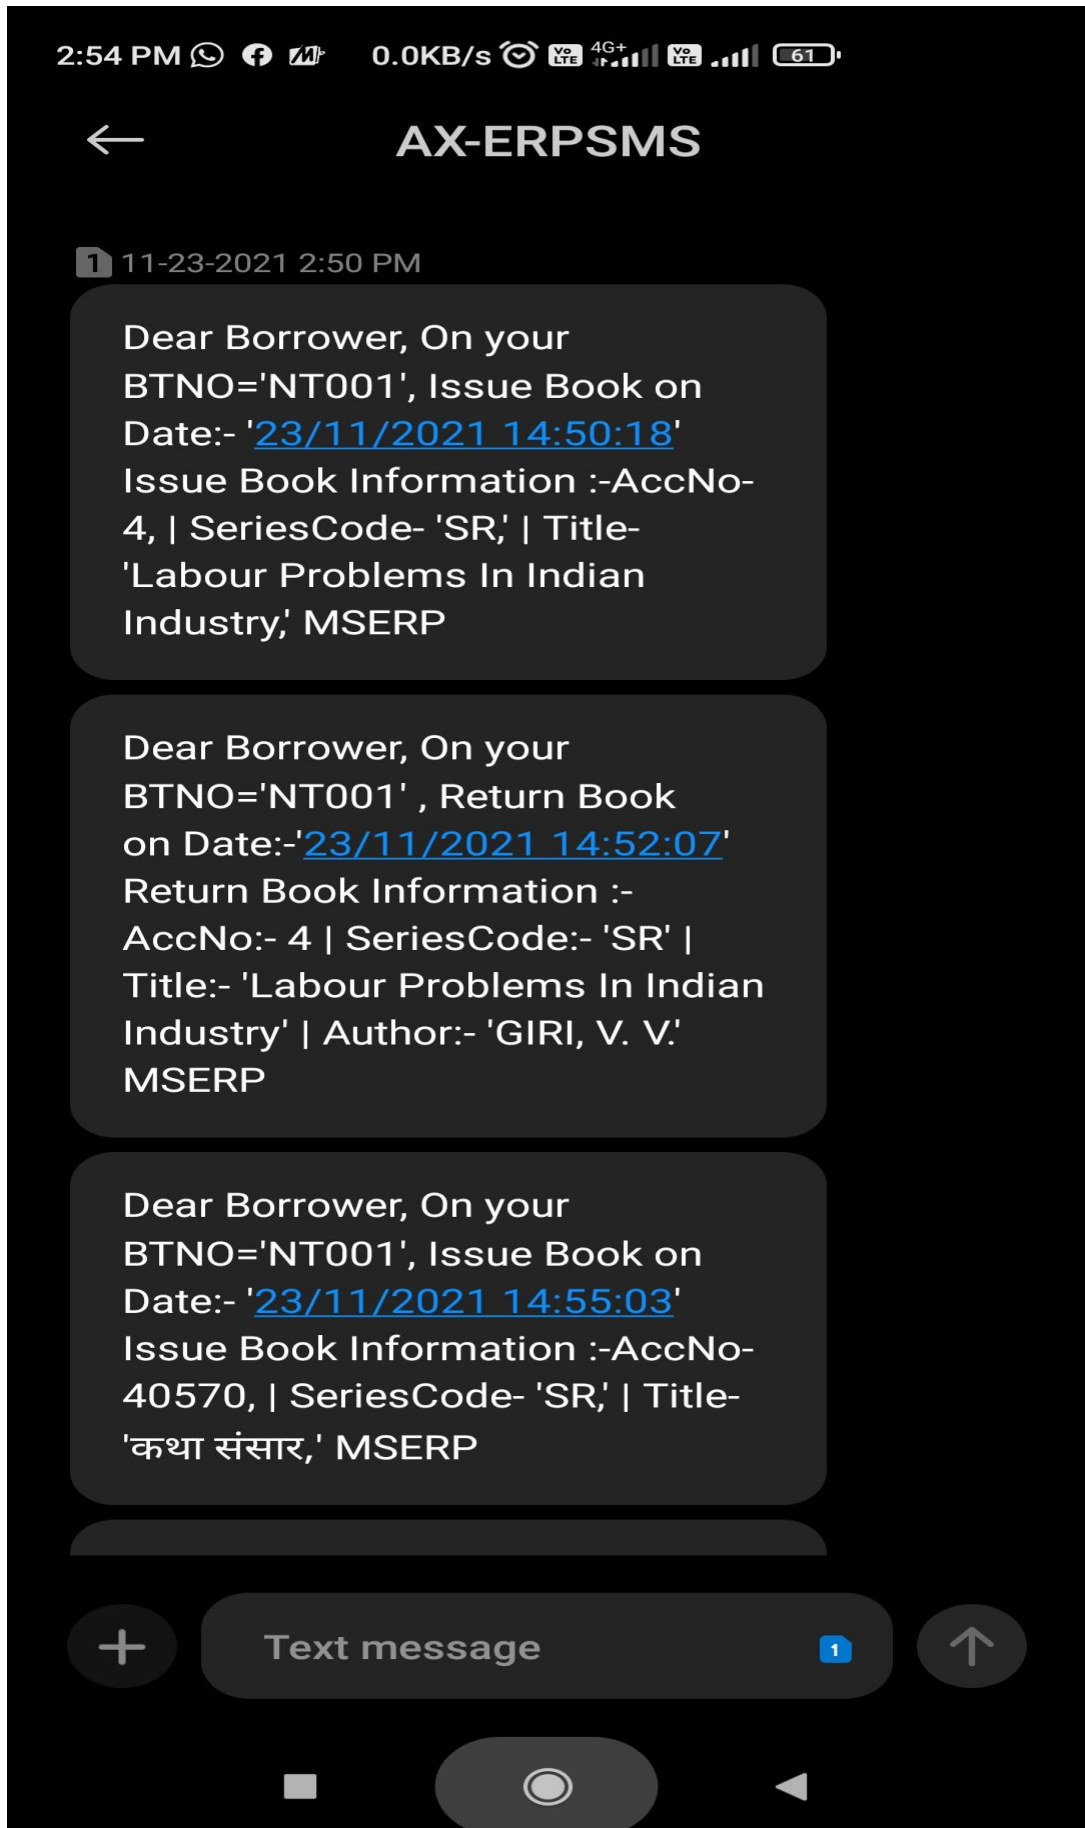 2:54 PM 0.0KB/s Vo LTE 4G+ Vo LTE 61
AX-ERPSMS
1 11-23-2021 2:50 PM
Dear Borrower, On your
BTNO='NT001', Issue Book on
Date:- '23/11/2021 14:50:18'
Issue Book Information :-AccNo-
4, | SeriesCode- 'SR,' | Title-
'Labour Problems In Indian
Industry,' MSERP
Dear Borrower, On your
BTNO='NT001' , Return Book
on Date:-'23/11/2021 14:52:07'
Return Book Information :-
AccNo:- 4 | SeriesCode:- 'SR' |
Title:- 'Labour Problems In Indian
Industry' | Author:- 'GIRI, V. V.'
MSERP
Dear Borrower, On your
BTNO='NT001', Issue Book on
Date:- '23/11/2021 14:55:03'
Issue Book Information :-AccNo-
40570, | SeriesCode- 'SR,' | Title-
'कथा संसार,' MSERP
Text message 1